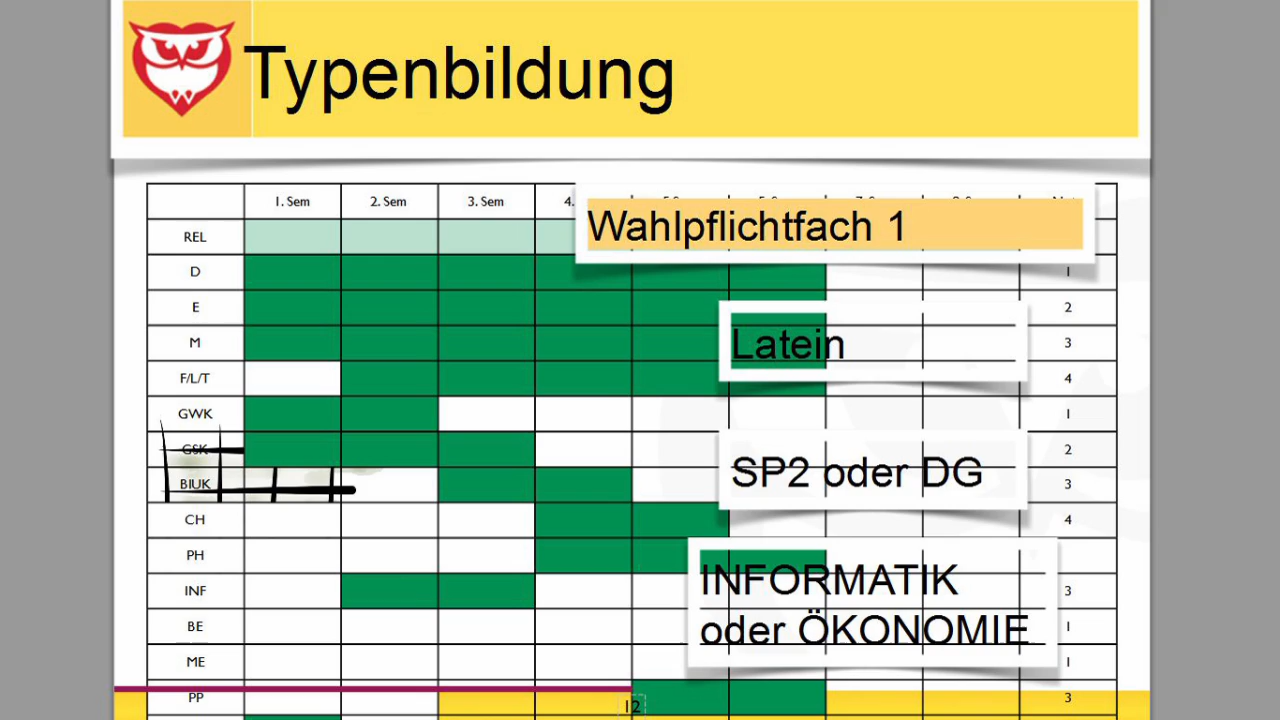 Typenbildung
1. Sem 2. Sem 3. Sem 4.
Wahlpflichtfach 1
REL
D 1
E 2
Latein
M 3
F/L/T 4
GWK 1
GSK 2
SP2 oder DG
BIUK 3
CH 4
PH
INFORMATIK
INF 3
oder ÖKONOMIE
BE 1
ME 1
PP 3
12